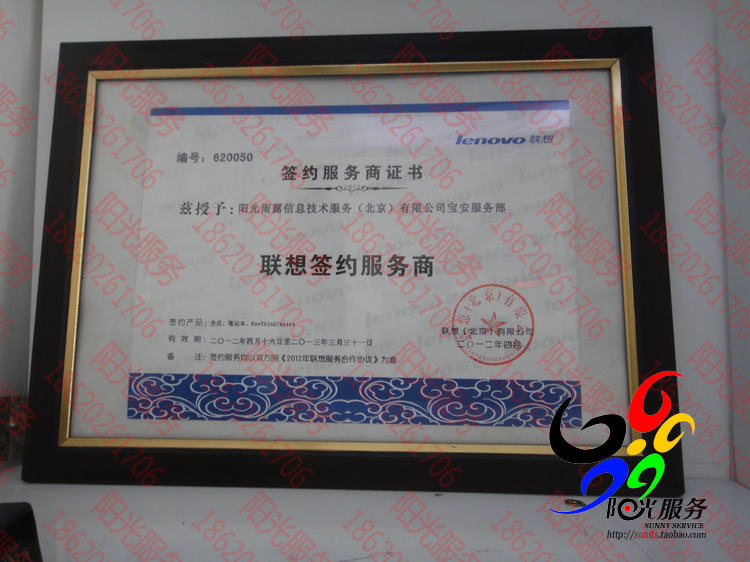 lenovo联想
编号：620050
签约服务商证书
2012
兹授予：阳光雨露信息技术服务（北京）有限公司宝安服务部
联想签约服务商
签约产品：台式、笔记本、NewThinkCentre
有效期：二〇一二年四月十六日至二〇一三年三月三十一日
备注：签约服务均以双方间《2012年联想服务合作协议》为准
联想（北京）有限公司
二〇一二年四月
阳光服务
SUNNY SERVICE
http://sunits.taobao.com
阳光服务
18620261706